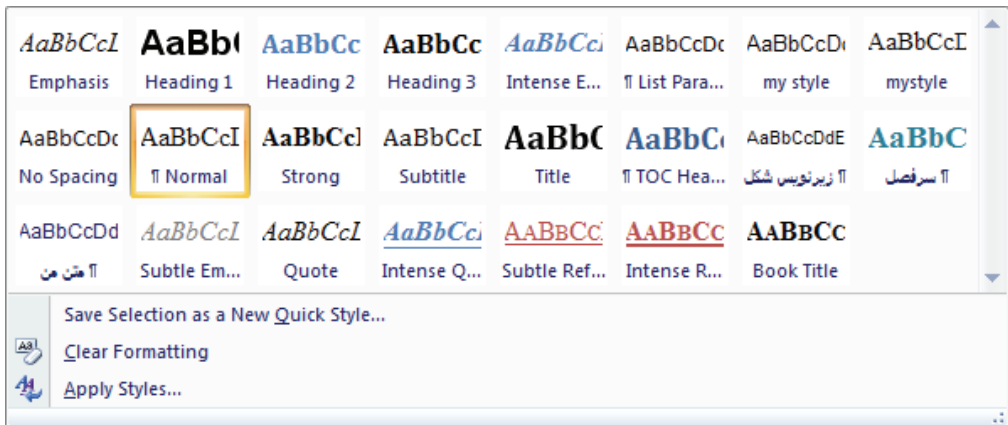 AaBbCcI AaBb( AaBbCc AaBbCc AaBbCcI AaBbCcDc AaBbCcDc AaBbCcD
Emphasis Heading 1 Heading 2 Heading 3 Intense E... ¶ List Para... my style mystyle
AaBbCcDc AaBbCcI AaBbCcI AaBbCcI AaBb( AaBbC( AaBbCcDdE AaBbC
No Spacing ¶ Normal Strong Subtitle Title ¶ TOC Hea... ¶ زیرنویس شکل ¶ سرفصل
AaBbCcDd AaBbCcI AaBbCcI AaBbCcI AABBCC AABBCC AABBCC
¶ متن من Subtle Em... Quote Intense Q... Subtle Ref... Intense R... Book Title
Save Selection as a New Quick Style...
Clear Formatting
Apply Styles...